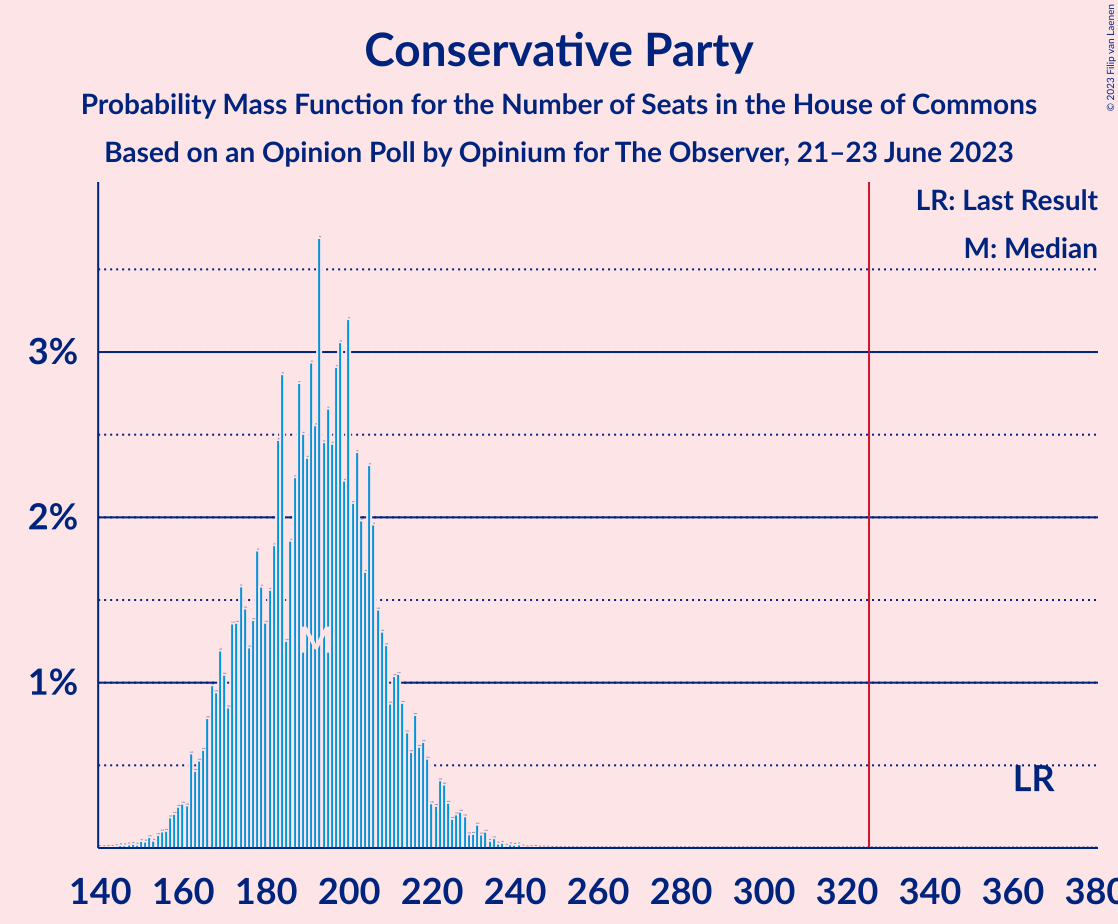 Conservative Party
Probability Mass Function for the Number of Seats in the House of Commons
Based on an Opinion Poll by Opinium for The Observer, 21–23 June 2023
© 2023 Filip van Laenen
LR: Last Result
M: Median
3%
2%
1%
M
LR
140 160 180 200 220 240 260 280 300 320 340 360 380